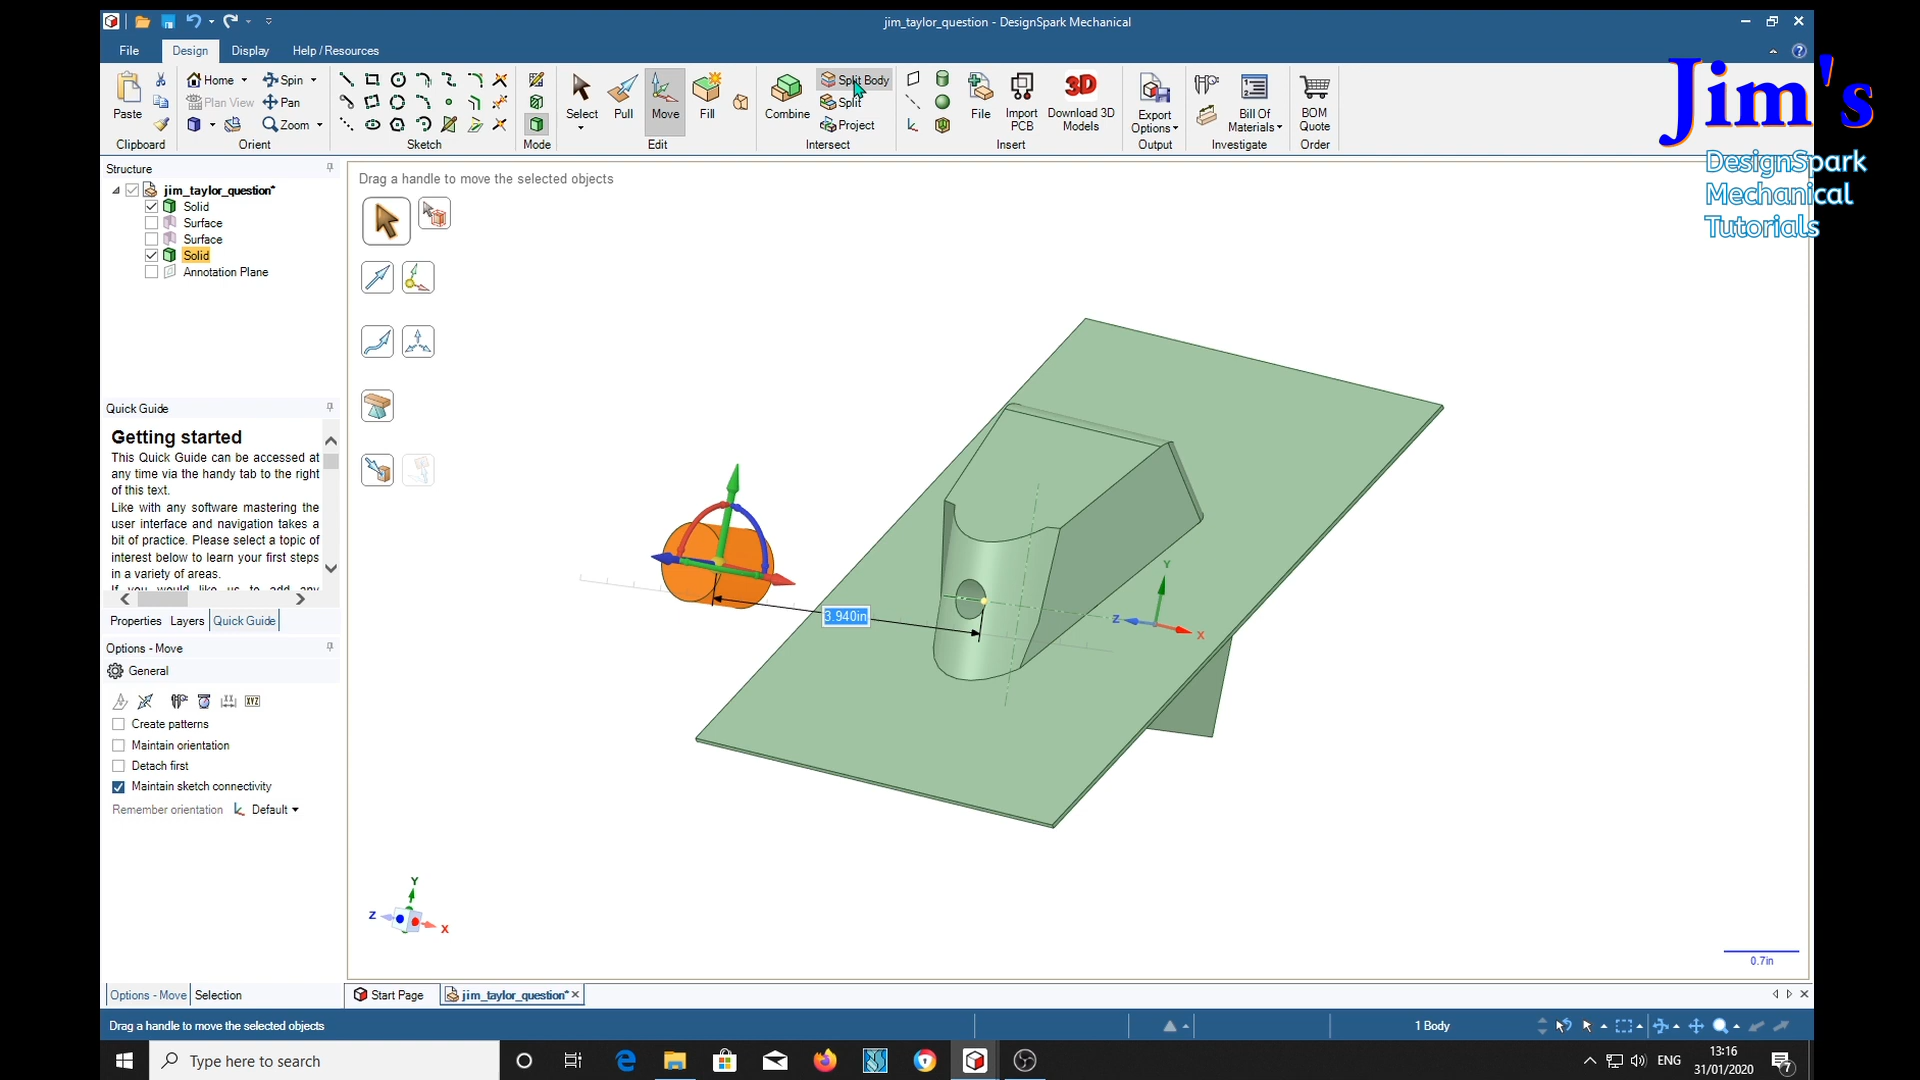 jim_taylor_question - DesignSpark Mechanical
File Design Display Help / Resources
Paste
Clipboard
Home Spin
Plan View Pan
Zoom
Orient
Sketch
Mode
Select Pull Move Fill
Edit
Combine
Split Body
Split
Project
Intersect
File
Import PCB
Download 3D Models
3D
Insert
Export Options
Output
Bill Of Materials
Investigate
BOM Quote
Order
Jim's
DesignSpark
Mechanical
Tutorials
Structure
jim_taylor_question*
Solid
Surface
Surface
Solid
Annotation Plane
Quick Guide
Getting started
This Quick Guide can be accessed at
any time via the handy tab to the right
of this text.
Like with any software mastering the
user interface and navigation takes a
bit of practice. Please select a topic of
interest below to learn your first steps
in a variety of areas.
Properties Layers Quick Guide
Options - Move
General
XYZ
Create patterns
Maintain orientation
Detach first
Maintain sketch connectivity
Remember orientation Default
Options - Move Selection
Drag a handle to move the selected objects
3.940in
Y
Z
X
Y
Z
X
0.7in
Start Page jim_taylor_question*
Drag a handle to move the selected objects
1 Body
Type here to search
ENG
13:16
31/01/2020
7